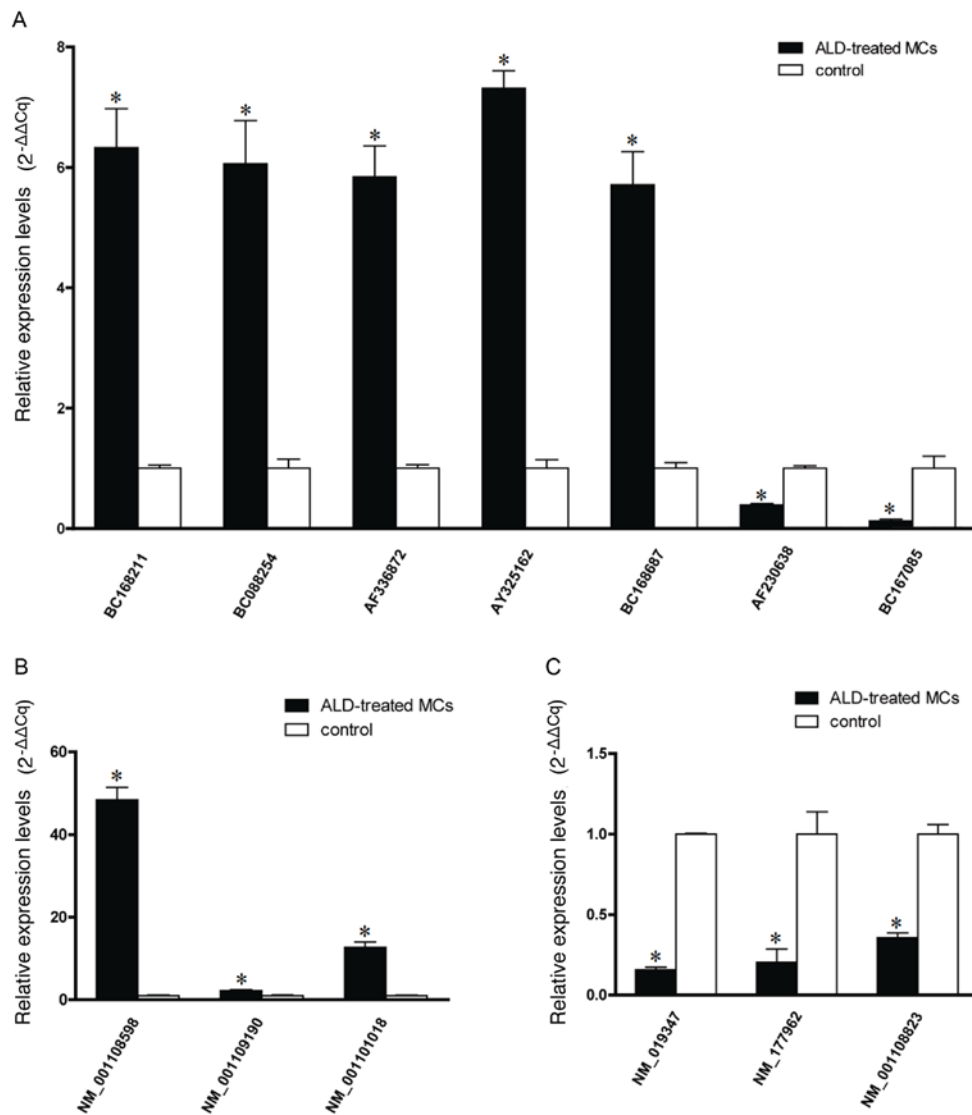 A
Relative expression levels (2-ΔΔCq)
8
6
4
2
0
ALD-treated MCs
control
*
*
*
*
*
*
*
BC168211
BC088254
AF336872
AY325162
BC168687
AF230638
BC167085
B
Relative expression levels (2-ΔΔCq)
60
40
20
0
ALD-treated MCs
control
*
*
*
NM_001108598
NM_001109190
NM_001101018
C
Relative expression levels (2-ΔΔCq)
1.5
1.0
0.5
0.0
ALD-treated MCs
control
*
*
*
NM_019347
NM_177962
NM_001108823